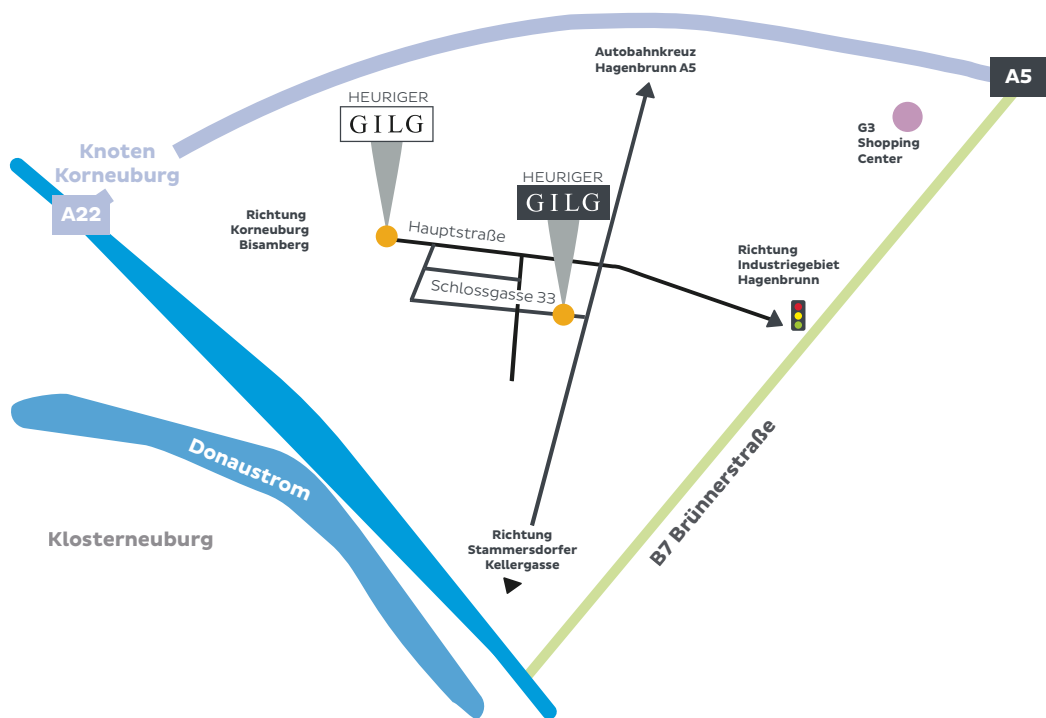 Autobahnkreuz
Hagenbrunn A5
A5
HEURIGER
GILG
G3
Shopping
Center
Knoten
Korneuburg
A22
HEURIGER
GILG
Richtung
Korneuburg
Bisamberg
Hauptstraße
Richtung
Industriegebiet
Hagenbrunn
Schlossgasse 33
Donaustrom
B7 Brünnerstraße
Klosterneuburg
Richtung
Stammersdorfer
Kellergasse